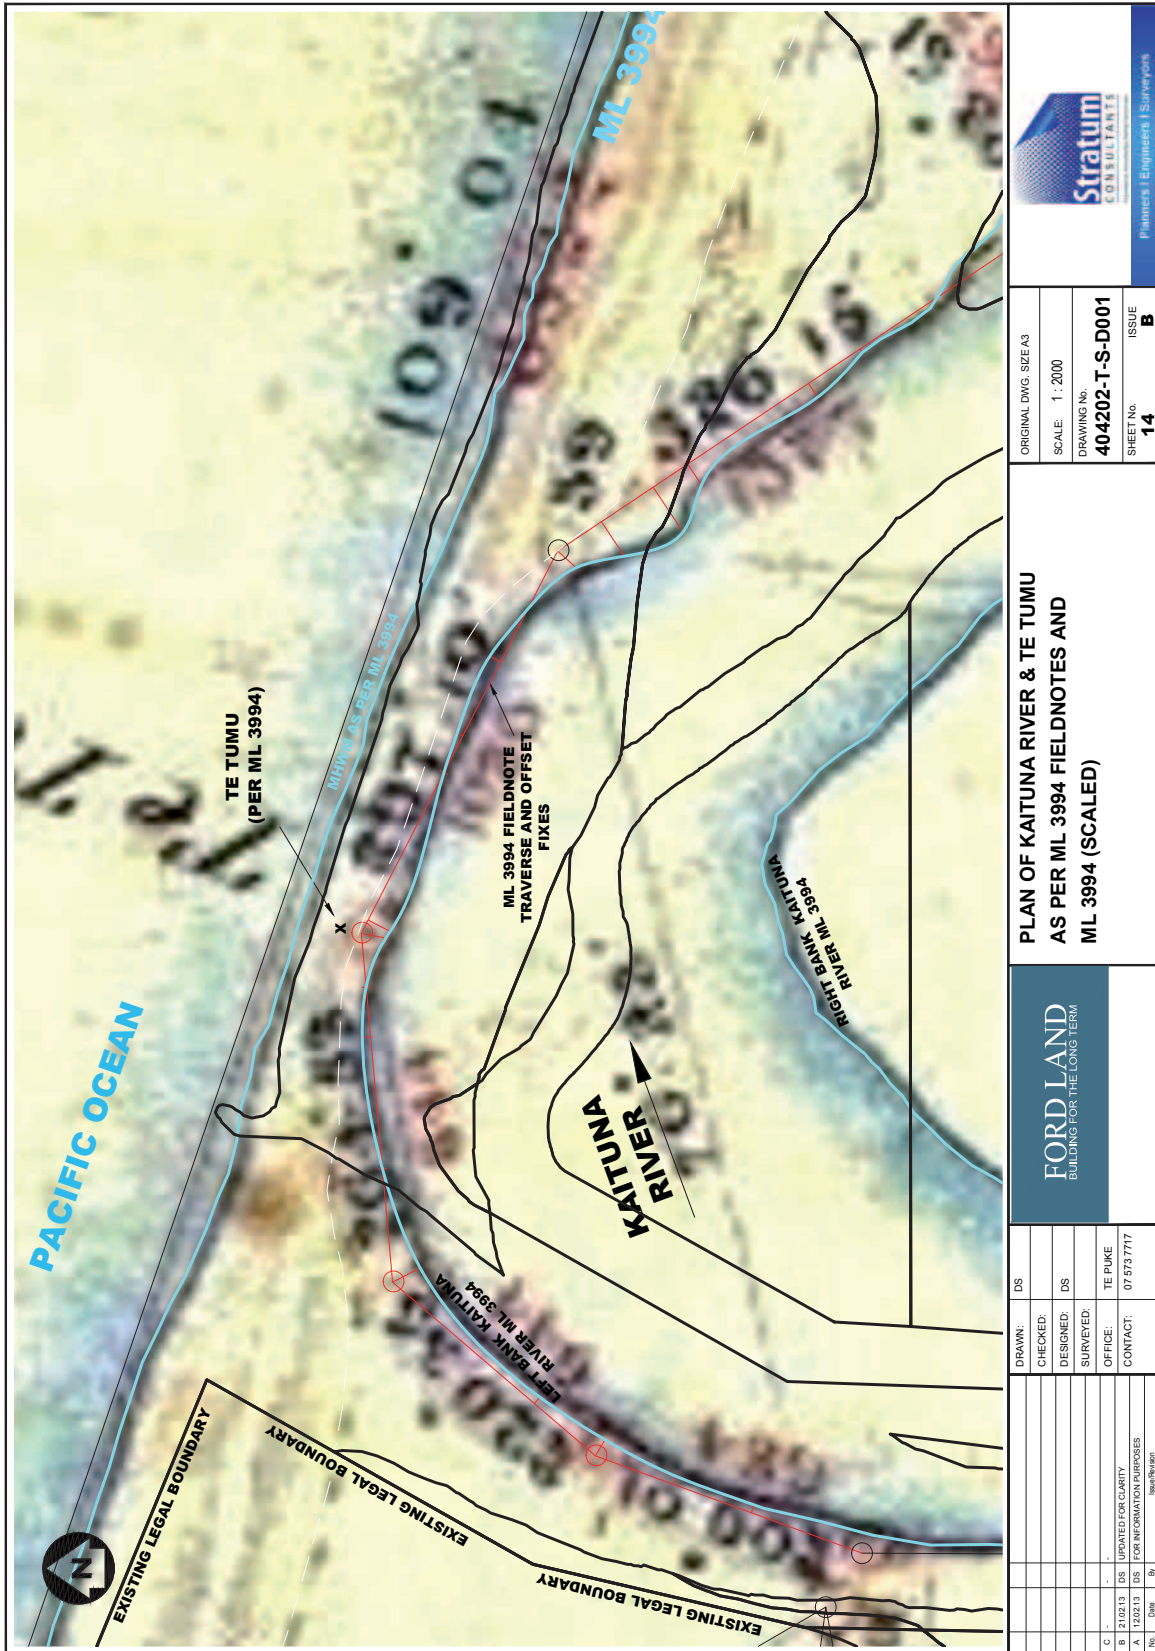 PACIFIC OCEAN
ML 3994
MHWM AS PER ML 3994
TE TUMU
(PER ML 3994)
X
ML 3994 FIELDNOTE
TRAVERSE AND OFFSET
FIXES
RIGHT BANK KAITUNA
RIVER ML 3994
KAITUNA
RIVER
LEFT BANK KAITUNA
RIVER ML 3994
EXISTING LEGAL BOUNDARY
EXISTING LEGAL BOUNDARY
EXISTING LEGAL BOUNDARY
EXISTING LEGAL BOUNDARY
N
C - - -
B 21.02.13 DS UPDATED FOR CLARITY
A 12.02.13 DS FOR INFORMATION PURPOSES
No. Date By Issue/Revision
DRAWN: DS
CHECKED:
DESIGNED: DS
SURVEYED:
OFFICE: TE PUKE
CONTACT: 07 573 7717
FORD LAND
BUILDING FOR THE LONG TERM
PLAN OF KAITUNA RIVER & TE TUMU
AS PER ML 3994 FIELDNOTES AND
ML 3994 (SCALED)
ORIGINAL DWG. SIZE A3
SCALE: 1 : 2000
DRAWING No.
404202-T-S-D001
SHEET No. ISSUE
14 B
Stratum
CONSULTANTS
Planners I Engineers I Surveyors